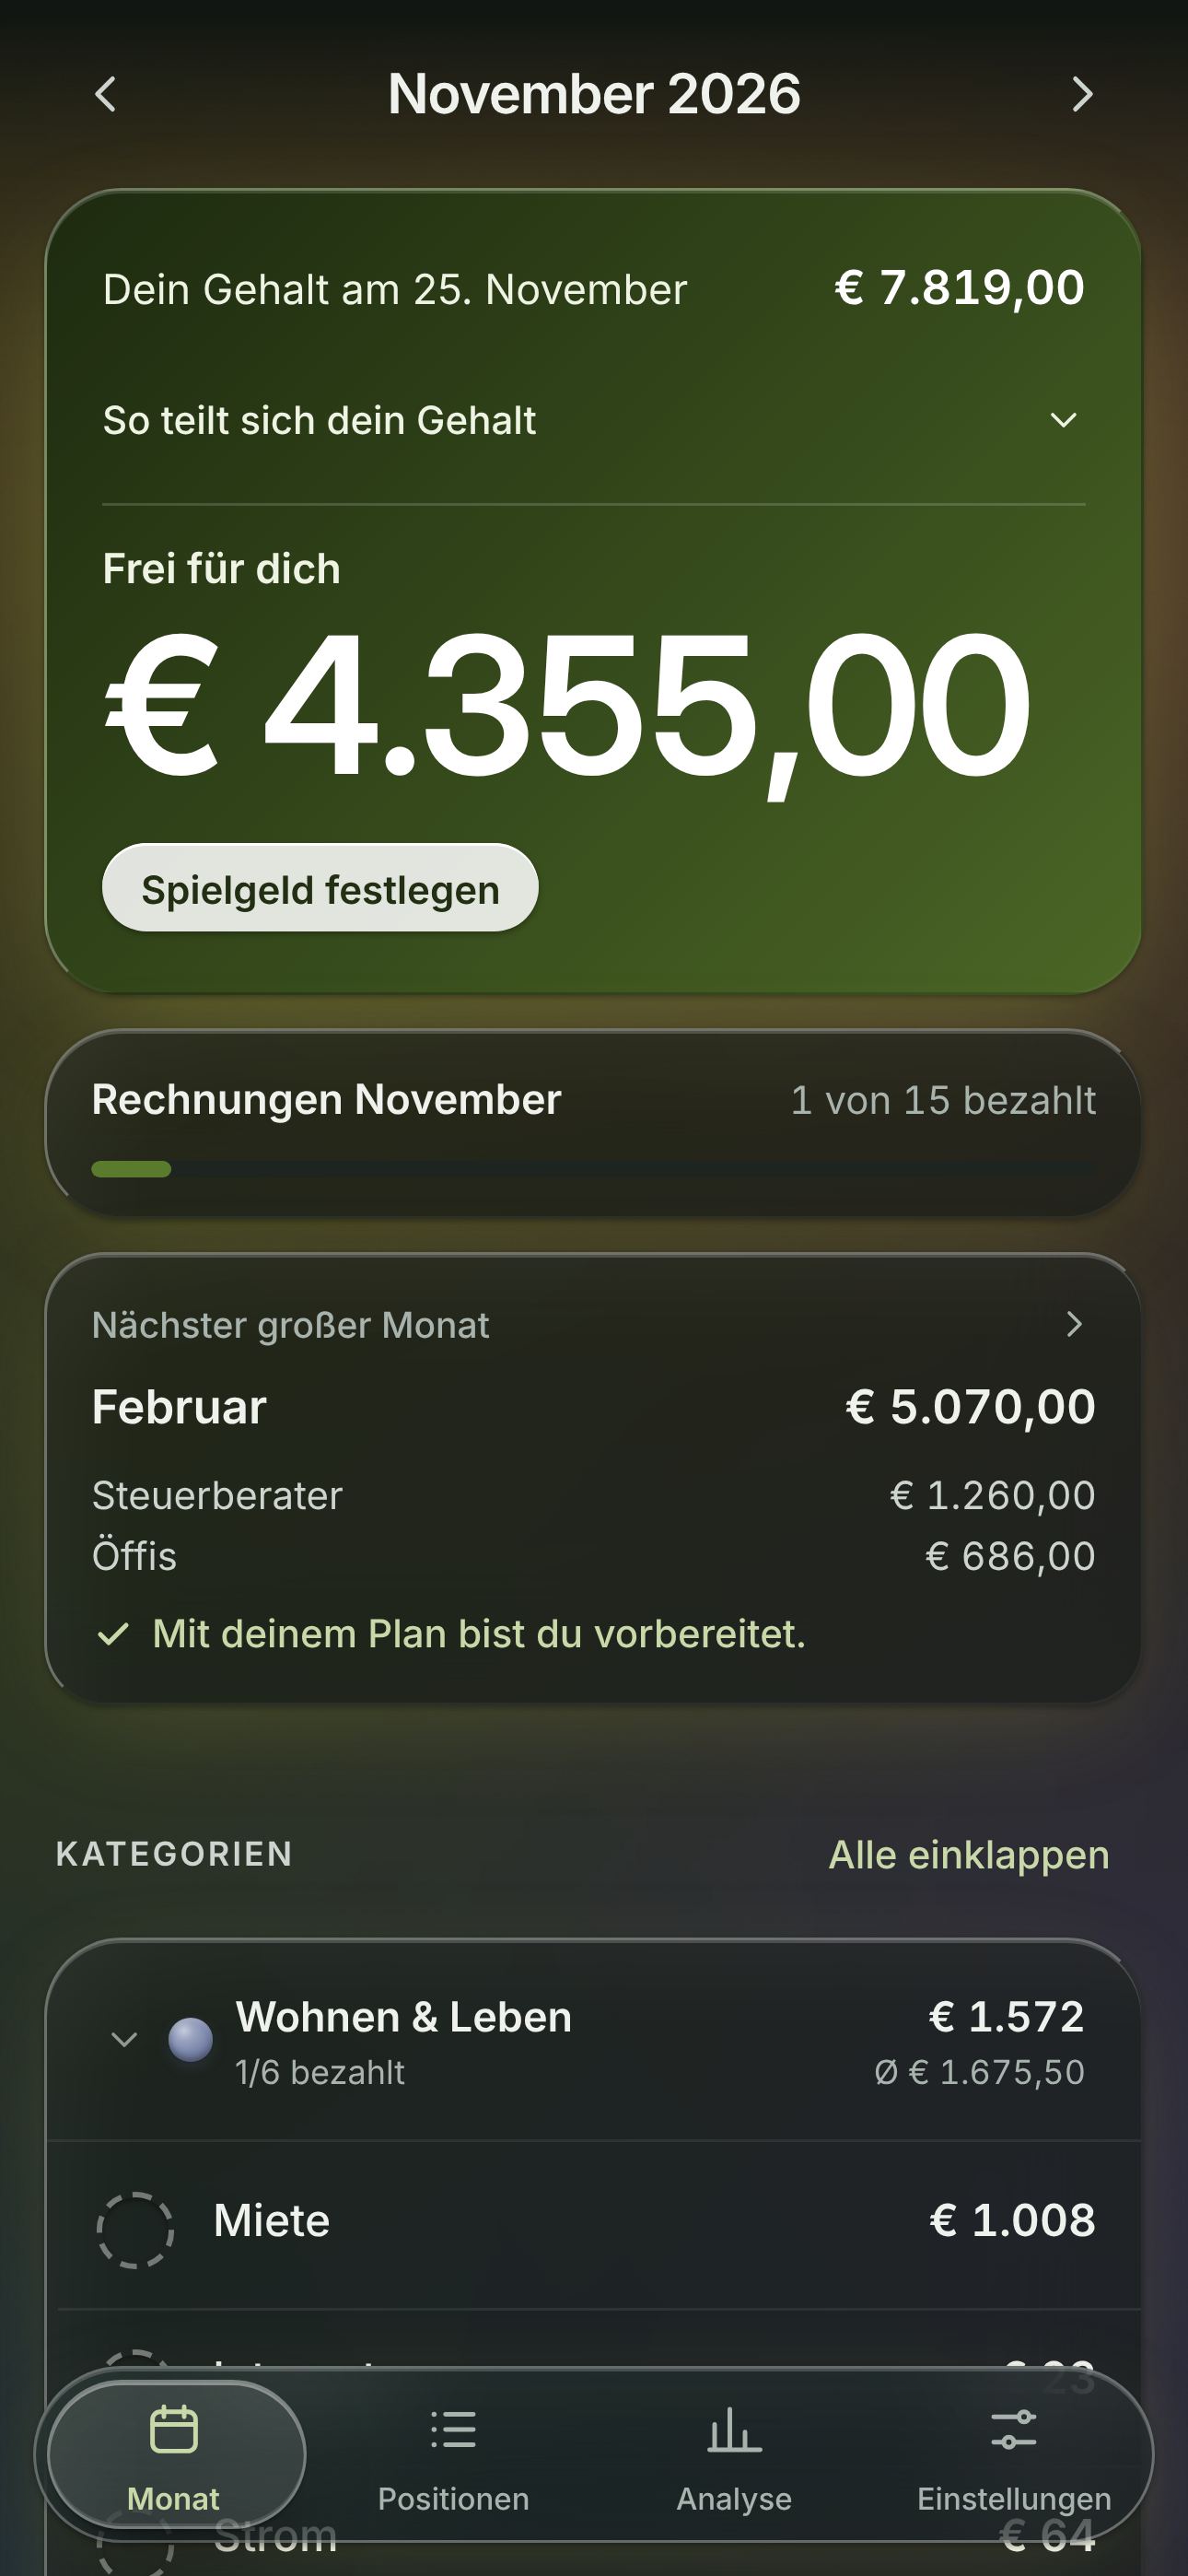 November 2026
Dein Gehalt am 25. November € 7.819,00
So teilt sich dein Gehalt
Frei für dich
€ 4.355,00
Spielgeld festlegen
Rechnungen November 1 von 15 bezahlt
Nächster großer Monat
Februar € 5.070,00
Steuerberater € 1.260,00
Öffis € 686,00
Mit deinem Plan bist du vorbereitet.
KATEGORIEN Alle einklappen
Wohnen & Leben € 1.572
1/6 bezahlt Ø € 1.675,50
Miete € 1.008
€ 23
Monat Positionen Analyse Einstellungen
Strom € 64